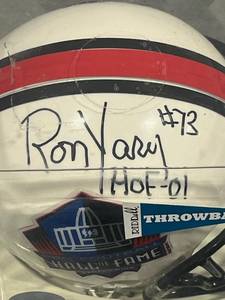 Ron Yary #73
HOF-01
RIDDELL THROWBA
HALL OF FAME